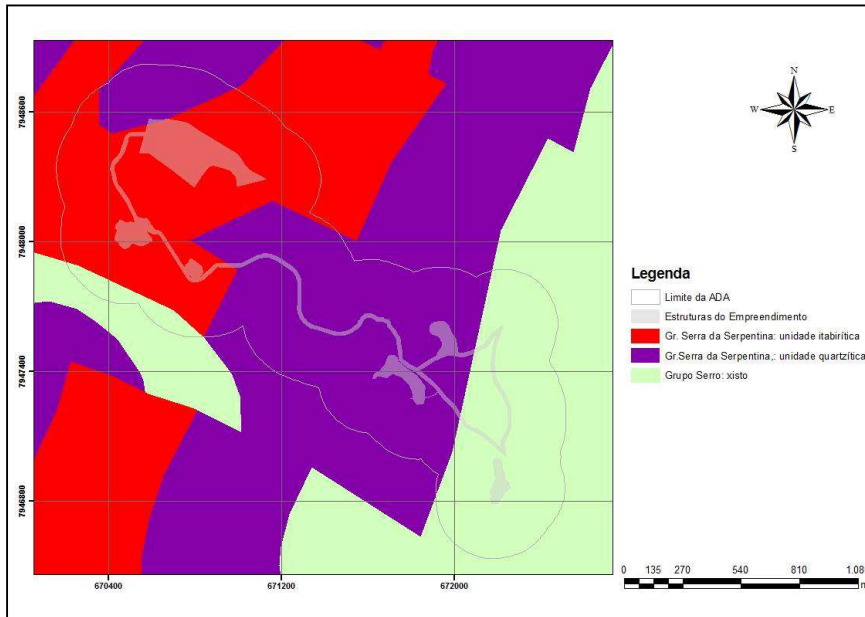 7948600
7948000
7947400
7946800
670400
671200
672000
N
W
E
S
Legenda
Limite da ADA
Estruturas do Empreendimento
Gr. Serra da Serpentina: unidade itabirítica
Gr.Serra da Serpentina,: unidade quartzítica
Grupo Serro: xisto
0 135 270 540 810 1.08
m